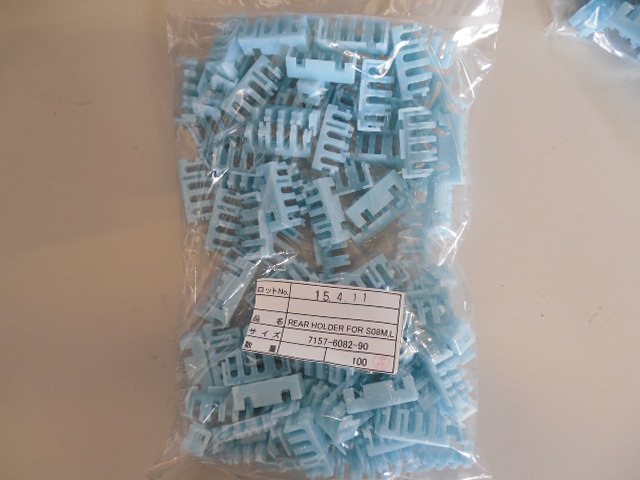 ロットNo. 15.4.11
品 名 REAR HOLDER FOR S08M,L
サイズ 7157-6082-90
数 量 100